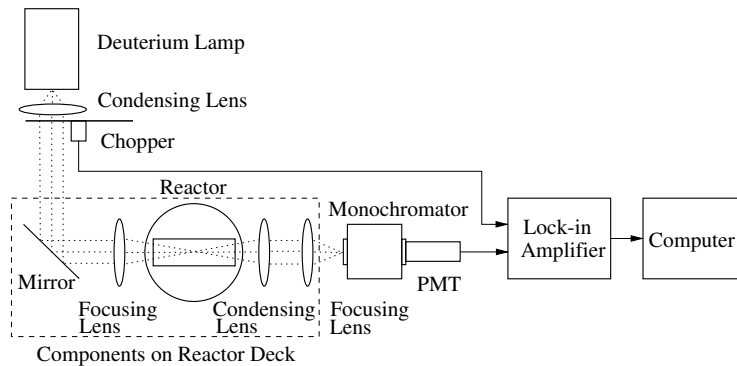 Deuterium Lamp
Condensing Lens
Chopper
Reactor
Monochromator
Lock-in
Amplifier
Computer
Mirror
PMT
Focusing
Lens
Condensing
Lens
Focusing
Lens
Components on Reactor Deck